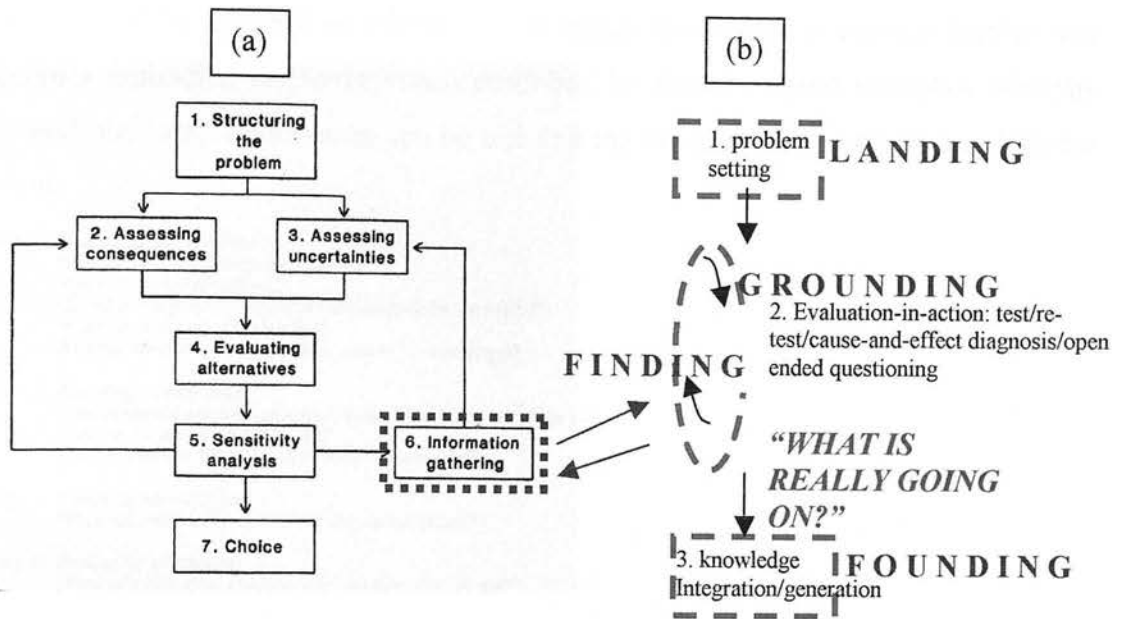 (a)
1. Structuring
the
problem
2. Assessing
consequences
3. Assessing
uncertainties
4. Evaluating
alternatives
5. Sensitivity
analysis
6. Information
gathering
7. Choice
(b)
1. problem
setting
LANDING
GROUNDING
2. Evaluation-in-action: test/re-
test/cause-and-effect diagnosis/open
ended questioning
FINDING
"WHAT IS
REALLY GOING
ON?"
3. knowledge
Integration/generation
FOUNDING